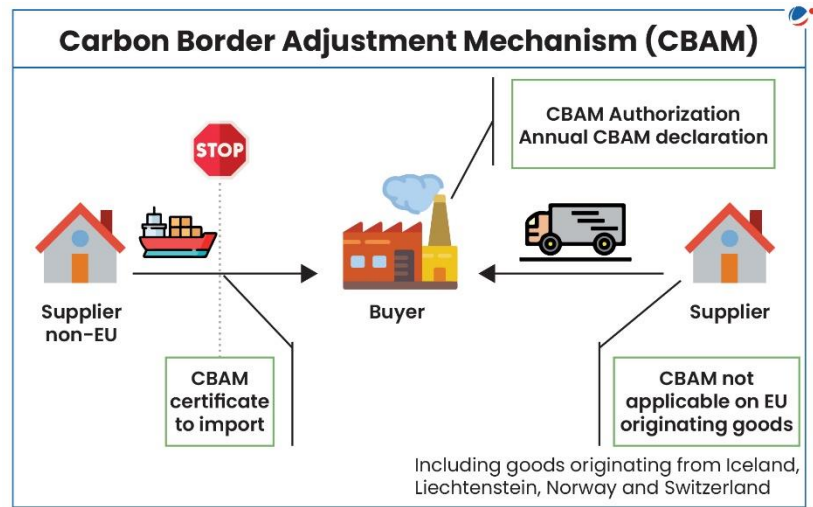 Carbon Border Adjustment Mechanism (CBAM)
CBAM Authorization
Annual CBAM declaration
STOP
Supplier
non-EU
Buyer
Supplier
CBAM
certificate
to import
CBAM not
applicable on EU
originating goods
Including goods originating from Iceland,
Liechtenstein, Norway and Switzerland